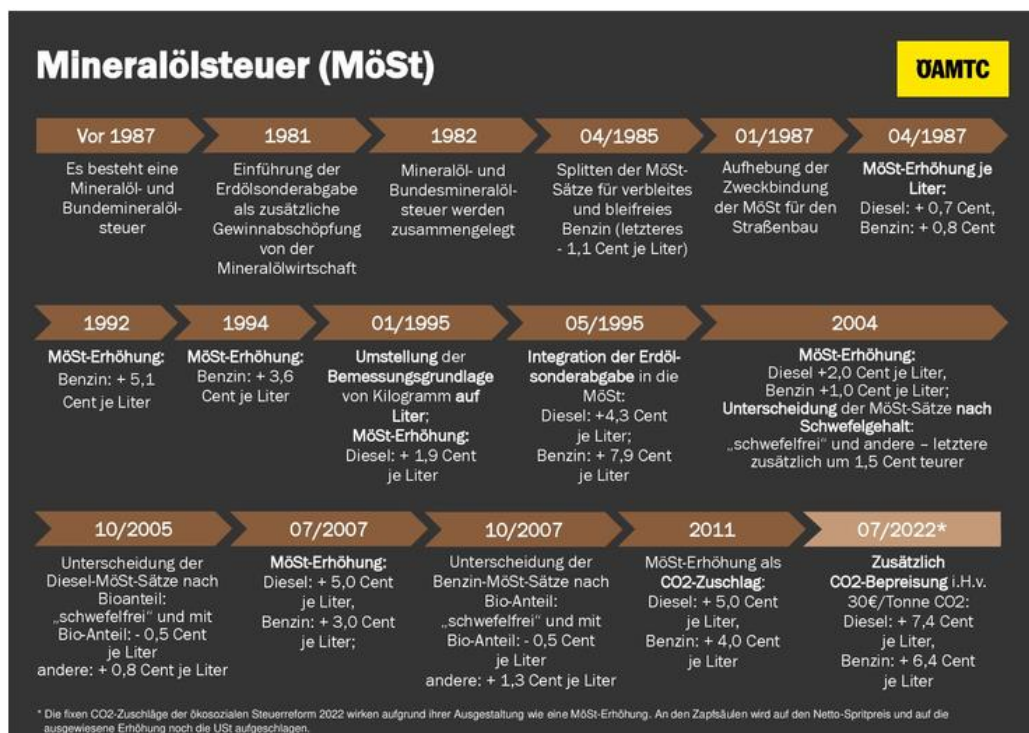 Mineralölsteuer (MöSt)
ÖAMTC
Vor 1987
Es besteht eine
Mineralöl- und
Bundemineralöl-
steuer
1981
Einführung der
Erdölsonderabgabe
als zusätzliche
Gewinnabschöpfung
von der
Mineralölwirtschaft
1982
Mineralöl- und
Bundesmineralöl-
steuer werden
zusammengelegt
04/1985
Splitten der MöSt-
Sätze für verbleites
und bleifreies
Benzin (letzteres
- 1,1 Cent je Liter)
01/1987
Aufhebung der
Zweckbindung
der MöSt für den
Straßenbau
04/1987
MöSt-Erhöhung je
Liter:
Diesel: + 0,7 Cent,
Benzin: + 0,8 Cent
1992
MöSt-Erhöhung:
Benzin: + 5,1
Cent je Liter
1994
MöSt-Erhöhung:
Benzin: + 3,6
Cent je Liter
01/1995
Umstellung der
Bemessungsgrundlage
von Kilogramm auf
Liter;
MöSt-Erhöhung:
Diesel: + 1,9 Cent
je Liter
05/1995
Integration der Erdöl-
sonderabgabe in die
MöSt:
Diesel: +4,3 Cent
je Liter;
Benzin: + 7,9 Cent
je Liter
2004
MöSt-Erhöhung:
Diesel +2,0 Cent je Liter,
Benzin +1,0 Cent je Liter;
Unterscheidung der MöSt-Sätze nach
Schwefelgehalt:
„schwefelfrei“ und andere – letztere
zusätzlich um 1,5 Cent teurer
10/2005
Unterscheidung der
Diesel-MöSt-Sätze nach
Bioanteil:
„schwefelfrei“ und mit
Bio-Anteil: - 0,5 Cent
je Liter
andere: + 0,8 Cent je Liter
07/2007
MöSt-Erhöhung:
Diesel: + 5,0 Cent
je Liter,
Benzin: + 3,0 Cent
je Liter;
10/2007
Unterscheidung der
Benzin-MöSt-Sätze nach
Bio-Anteil:
„schwefelfrei“ und mit
Bio-Anteil: - 0,5 Cent
je Liter
andere: + 1,3 Cent je Liter
2011
MöSt-Erhöhung als
CO2-Zuschlag:
Diesel: + 5,0 Cent
je Liter,
Benzin: + 4,0 Cent
je Liter
07/2022*
Zusätzlich
CO2-Bepreisung i.H.v.
30€/Tonne CO2:
Diesel: + 7,4 Cent
je Liter,
Benzin: + 6,4 Cent
je Liter
* Die fixen CO2-Zuschläge der ökosozialen Steuerreform 2022 wirken aufgrund ihrer Ausgestaltung wie eine MöSt-Erhöhung. An den Zapfsäulen wird auf den Netto-Spritpreis und auf die
ausgewiesene Erhöhung noch die USt aufgeschlagen.